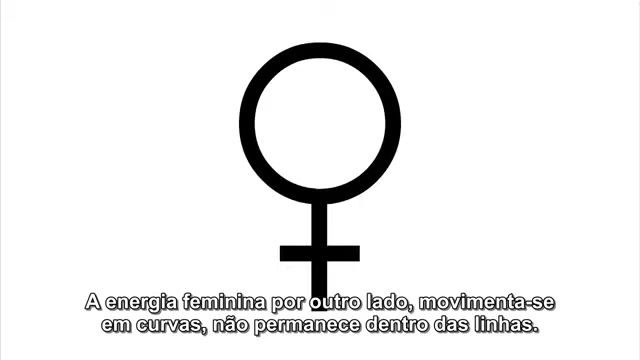 A energia feminina por outro lado, movimenta-se
em curvas, não permanece dentro das linhas.